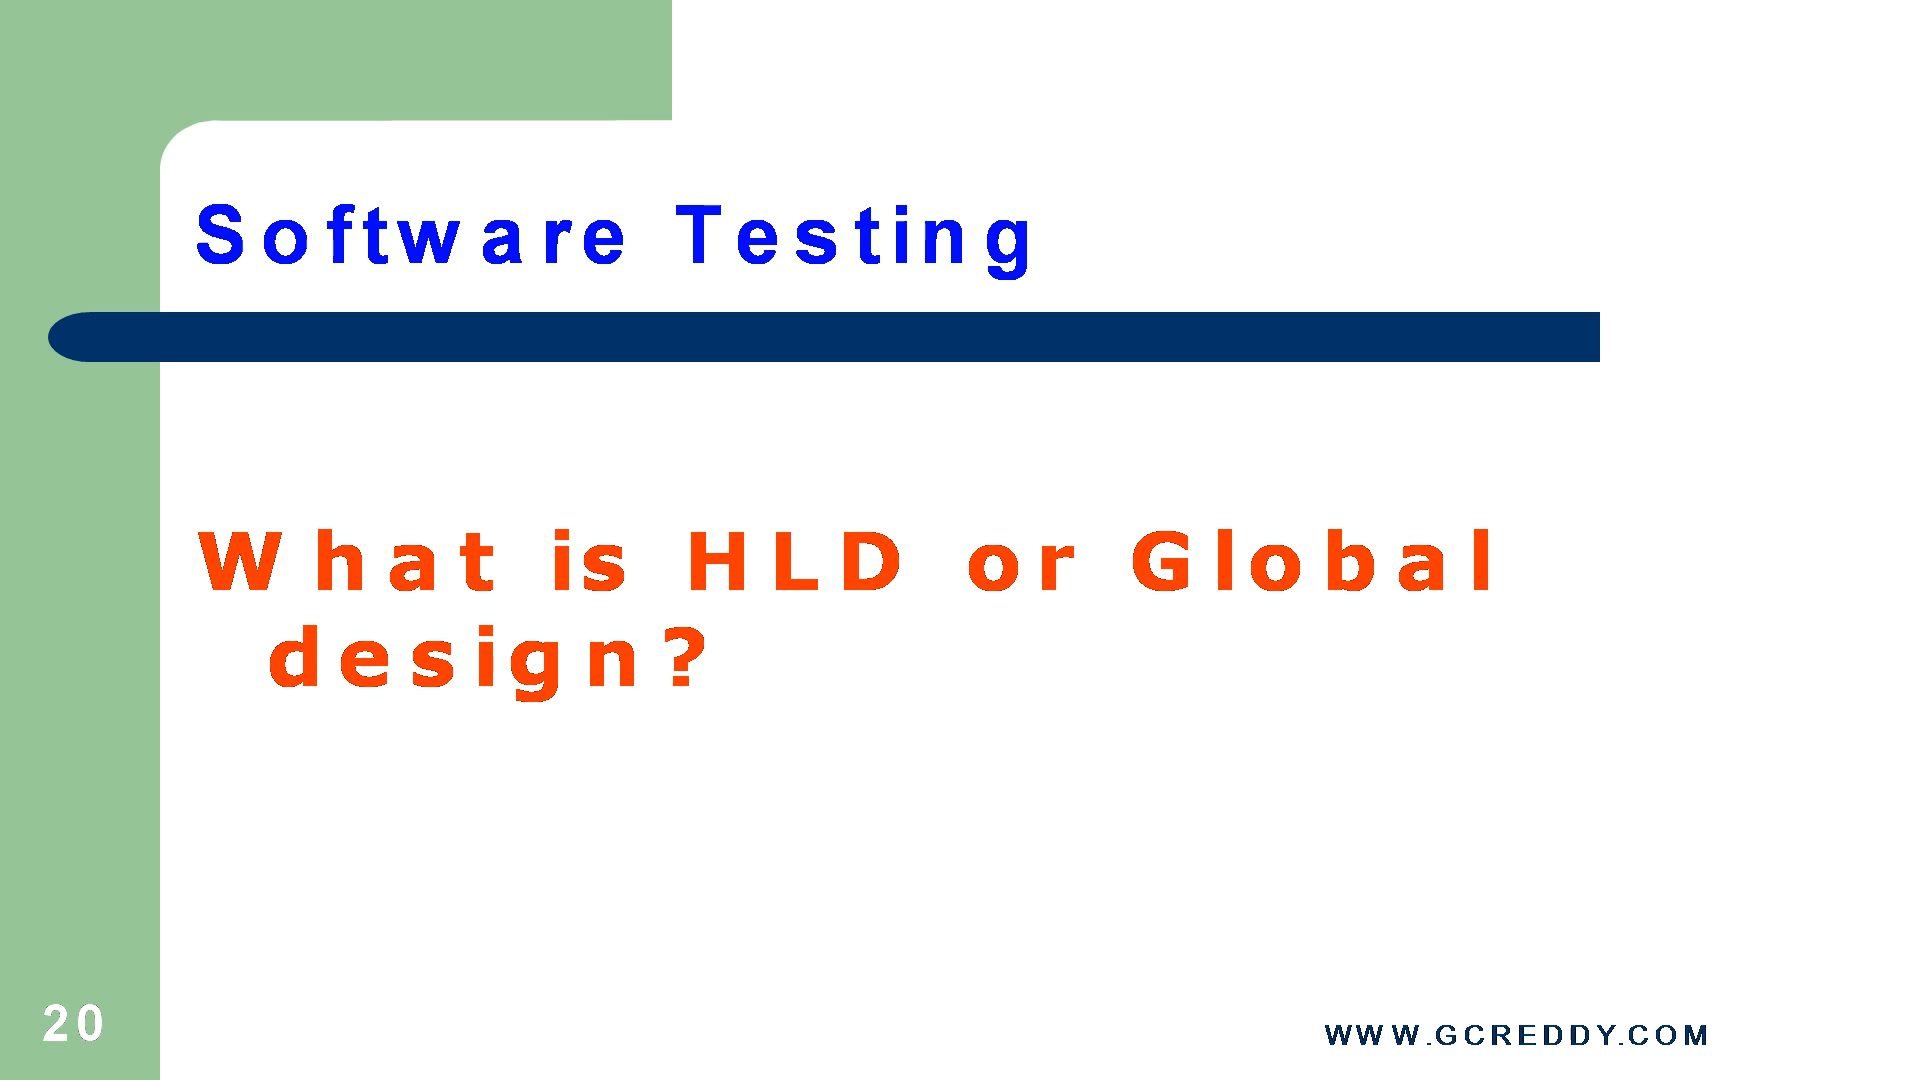 Software Testing
What is HLD or Global
design?
20
WWW.GCREDDY.COM